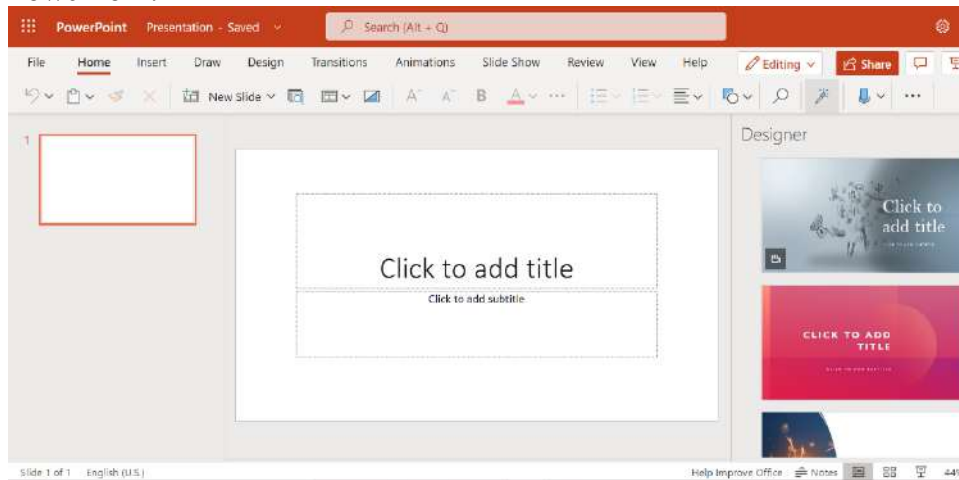 PowerPoint Presentation - Saved
Search (Alt + Q)
File Home Insert Draw Design Transitions Animations Slide Show Review View Help Editing Share
New Slide A A B A ...
1
Designer
Click to add title
Click to add subtitle
Click to
add title
CLICK TO ADD
TITLE
Slide 1 of 1 English (U.S.) Help Improve Office Notes 44%